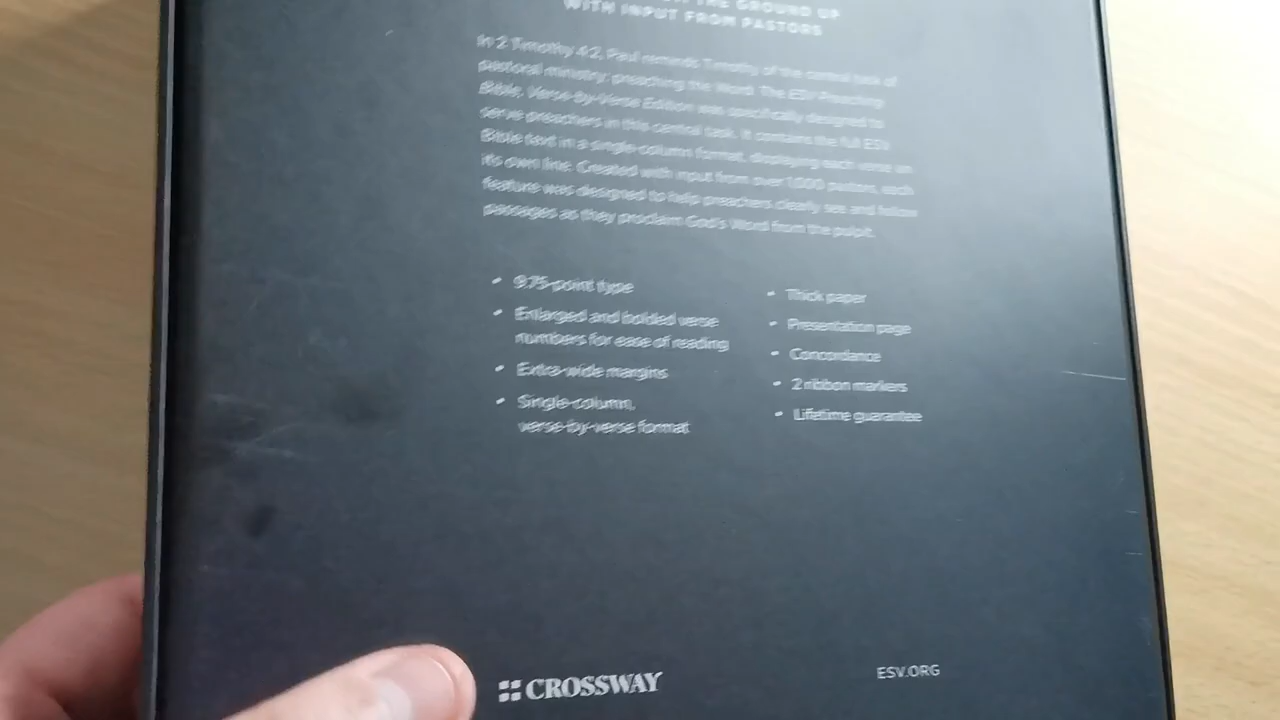 THE GROUND UP
WITH INPUT FROM PASTORS
In 2 Timothy 4:2, Paul reminds Timothy of the central task of
pastoral ministry: preaching the Word. The ESV Preaching
Bible, Verse-by-Verse Edition was specifically designed to
serve preachers in this central task. It contains the full ESV
Bible text in a single-column format, displaying each verse on
its own line. Created with input from over 1,000 pastors, each
feature was designed to help preachers clearly see and follow
passages as they proclaim God's Word from the pulpit.
• 9.75-point type
• Enlarged and bolded verse
numbers for ease of reading
• Extra-wide margins
• Single-column,
verse-by-verse format
• Thick paper
• Presentation page
• Concordance
• 2 ribbon markers
• Lifetime guarantee
CROSSWAY
ESV.ORG